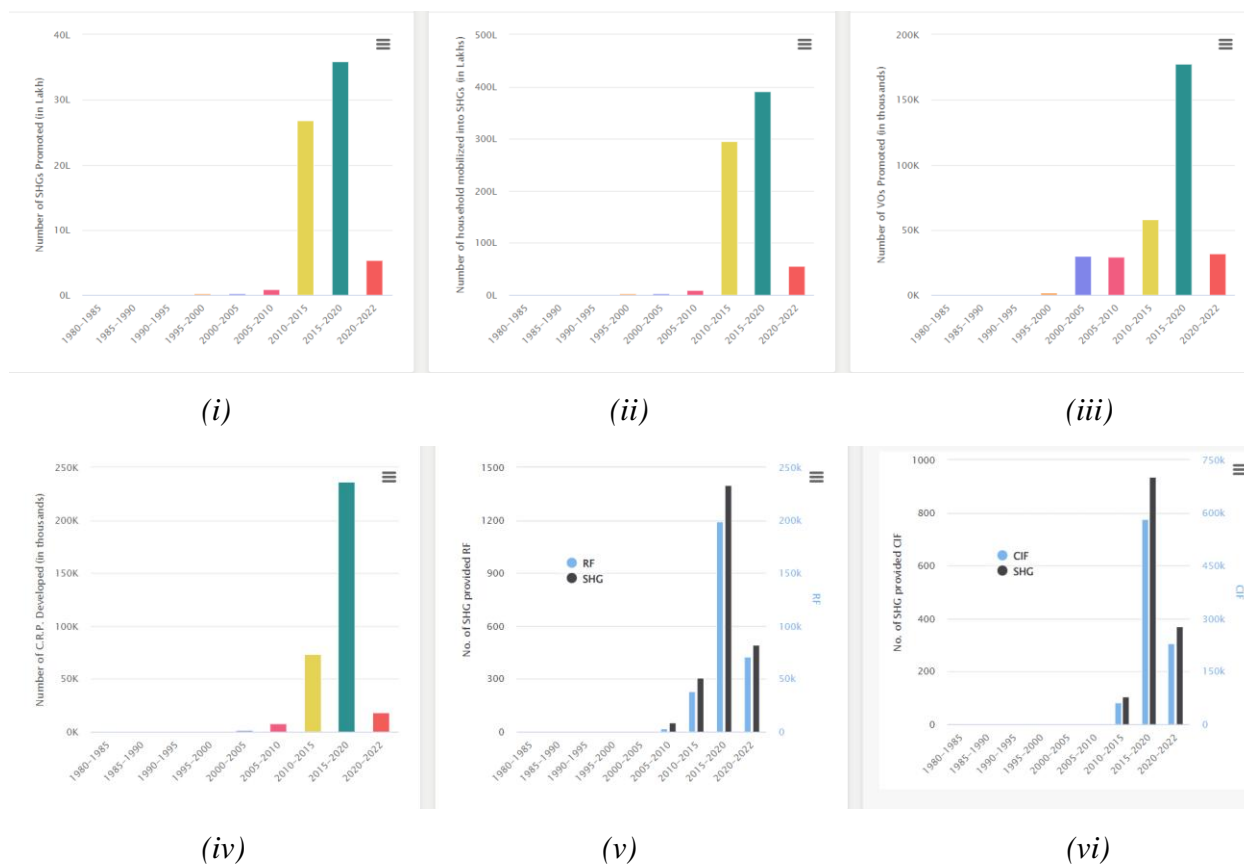 Number of SHGs Promoted (in Lakh)
40L
30L
20L
10L
0L
1980-1985
1985-1990
1990-1995
1995-2000
2000-2005
2005-2010
2010-2015
2015-2020
2020-2022
(i)
Number of household mobilized into SHGs (in Lakhs)
500L
400L
300L
200L
100L
0L
1980-1985
1985-1990
1990-1995
1995-2000
2000-2005
2005-2010
2010-2015
2015-2020
2020-2022
(ii)
Number of VOs Promoted (in thousands)
200K
150K
100K
50K
0K
1980-1985
1985-1990
1990-1995
1995-2000
2000-2005
2005-2010
2010-2015
2015-2020
2020-2022
(iii)
Number of C.R.P. Developed (in thousands)
250K
200K
150K
100K
50K
0K
1980-1985
1985-1990
1990-1995
1995-2000
2000-2005
2005-2010
2010-2015
2015-2020
2020-2022
(iv)
No. of SHG provided RF
1500
1200
900
600
300
0
RF
SHG
250k
200k
150k
100k
50k
0
RF
1980-1985
1985-1990
1990-1995
1995-2000
2000-2005
2005-2010
2010-2015
2015-2020
2020-2022
(v)
No. of SHG provided CIF
1000
800
600
400
200
0
CIF
SHG
750k
600k
450k
300k
150k
0
CIF
1980-1985
1985-1990
1990-1995
1995-2000
2000-2005
2005-2010
2010-2015
2015-2020
2020-2022
(vi)